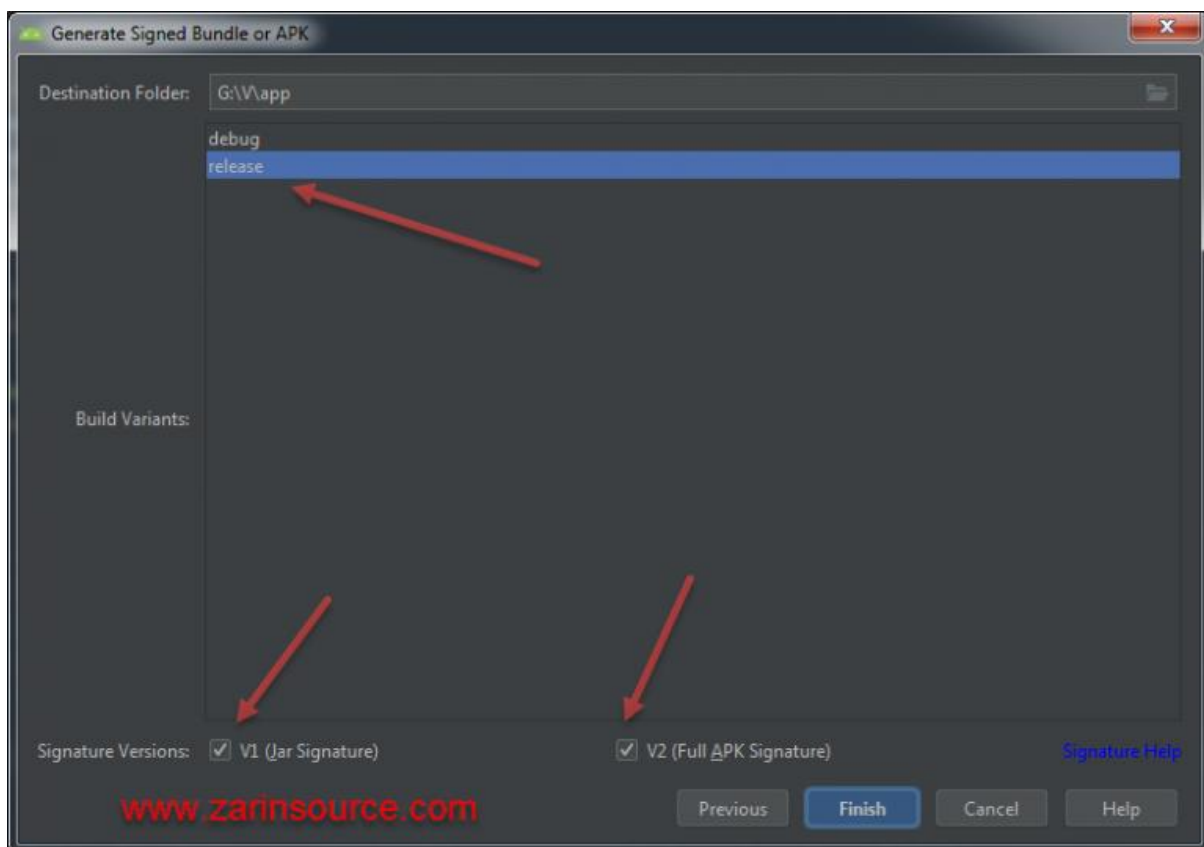 Generate Signed Bundle or APK
Destination Folder: G:\V\app
debug
release
Build Variants:
Signature Versions: V1 (Jar Signature) V2 (Full APK Signature) Signature Help
www.zarinsource.com
Previous Finish Cancel Help